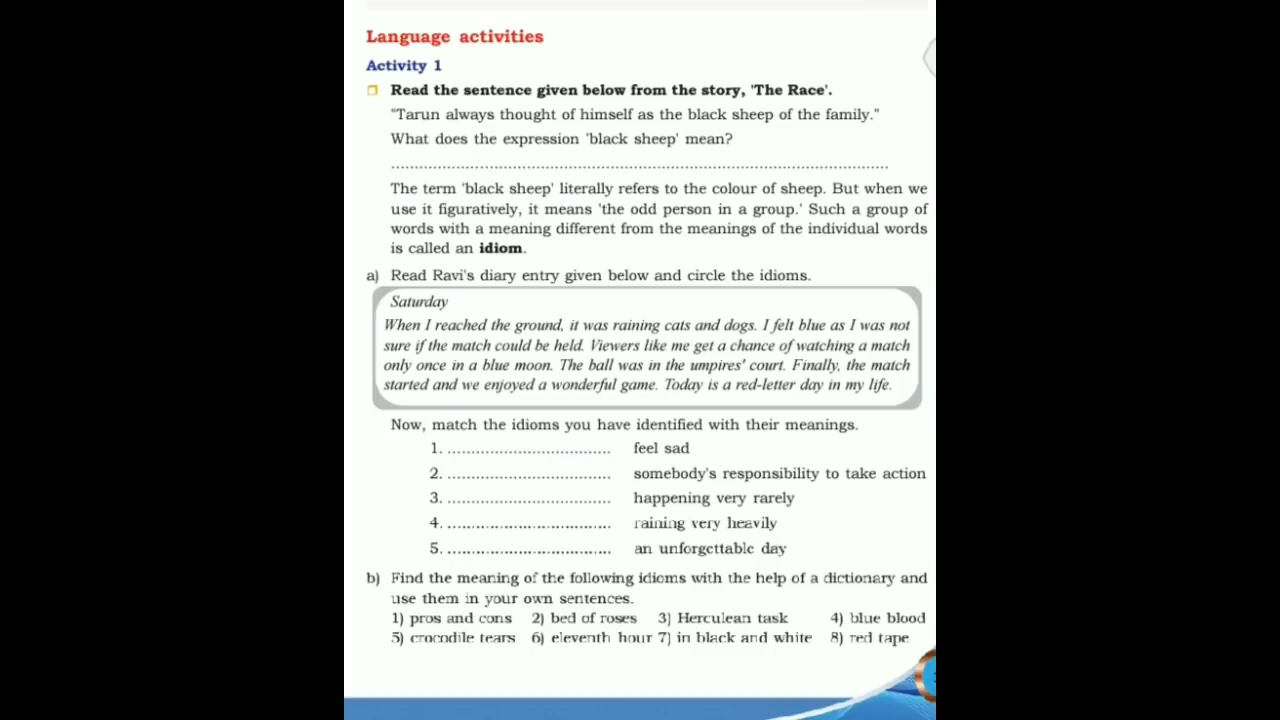 Language activities
Activity 1
❒ Read the sentence given below from the story, 'The Race'.
"Tarun always thought of himself as the black sheep of the family."
What does the expression 'black sheep' mean?
..........................................................................................................
The term 'black sheep' literally refers to the colour of sheep. But when we
use it figuratively, it means 'the odd person in a group.' Such a group of
words with a meaning different from the meanings of the individual words
is called an idiom.
a) Read Ravi's diary entry given below and circle the idioms.
Saturday
When I reached the ground, it was raining cats and dogs. I felt blue as I was not
sure if the match could be held. Viewers like me get a chance of watching a match
only once in a blue moon. The ball was in the umpires' court. Finally, the match
started and we enjoyed a wonderful game. Today is a red-letter day in my life.
Now, match the idioms you have identified with their meanings.
1. ................................... feel sad
2. ................................... somebody's responsibility to take action
3. ................................... happening very rarely
4. ................................... raining very heavily
5. ................................... an unforgettable day
b) Find the meaning of the following idioms with the help of a dictionary and
use them in your own sentences.
1) pros and cons 2) bed of roses 3) Herculean task 4) blue blood
5) crocodile tears 6) eleventh hour 7) in black and white 8) red tape